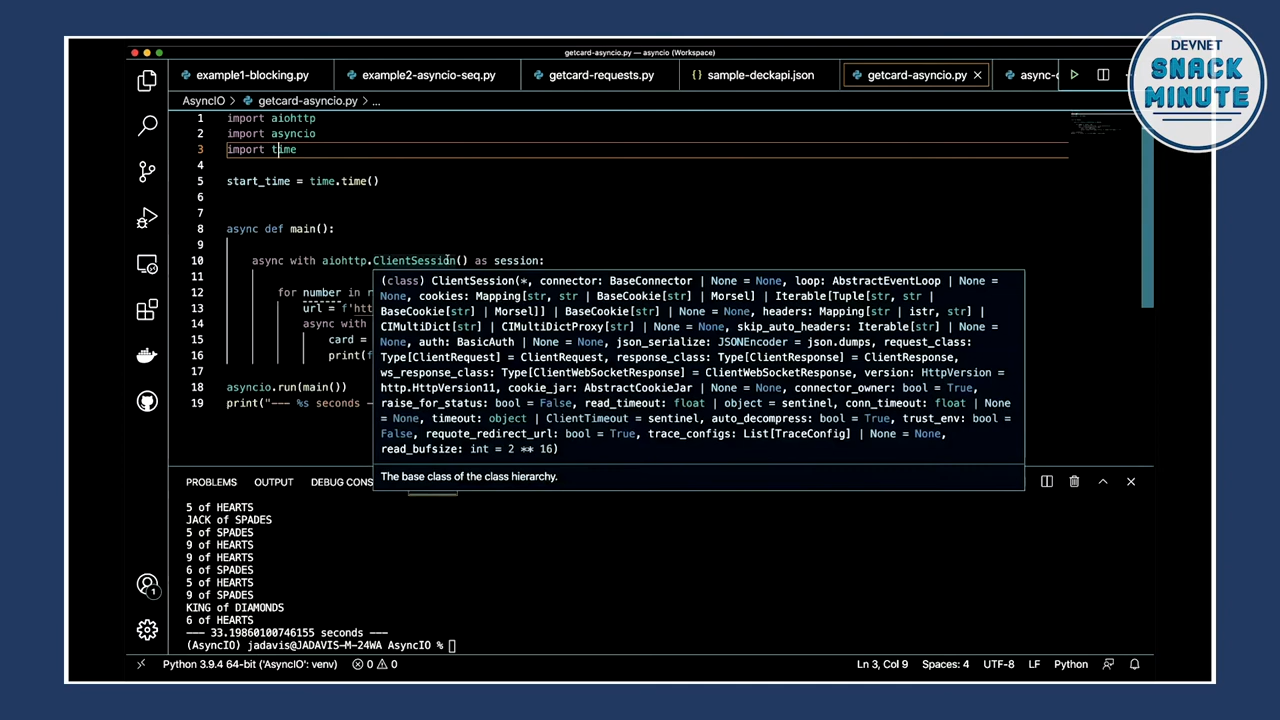 getcard-asyncio.py — asyncio (Workspace)
DEVNET
SNACK
MINUTE
example1-blocking.py
example2-asyncio-seq.py
getcard-requests.py
{} sample-deckapi.json
getcard-asyncio.py
async-c
AsyncIO > getcard-asyncio.py > ...
1 import aiohttp
2 import asyncio
3 import time
4
5 start_time = time.time()
6
7
8 async def main():
9
10 async with aiohttp.ClientSession() as session:
11
12 for number in r
13 url = f'htt
14 async with
15 card =
16 print(f
18 asyncio.run(main())
19 print("--- %s seconds -
(class) ClientSession(*, connector: BaseConnector | None = None, loop: AbstractEventLoop | None =
None, cookies: Mapping[str, str | BaseCookie[str] | Morsel] | Iterable[Tuple[str, str |
BaseCookie[str] | Morsel]] | BaseCookie[str] | None = None, headers: Mapping[str | istr, str] |
CIMultiDict[str] | CIMultiDictProxy[str] | None = None, skip_auto_headers: Iterable[str] | None =
None, auth: BasicAuth | None = None, json_serialize: JSONEncoder = json.dumps, request_class:
Type[ClientRequest] = ClientRequest, response_class: Type[ClientResponse] = ClientResponse,
ws_response_class: Type[ClientWebSocketResponse] = ClientWebSocketResponse, version: HttpVersion =
http.HttpVersion11, cookie_jar: AbstractCookieJar | None = None, connector_owner: bool = True,
raise_for_status: bool = False, read_timeout: float | object = sentinel, conn_timeout: float | None
= None, timeout: object | ClientTimeout = sentinel, auto_decompress: bool = True, trust_env: bool =
False, requote_redirect_url: bool = True, trace_configs: List[TraceConfig] | None = None,
read_bufsize: int = 2 ** 16)
The base class of the class hierarchy.
PROBLEMS OUTPUT DEBUG CONS
5 of HEARTS
JACK of SPADES
5 of SPADES
9 of HEARTS
9 of HEARTS
6 of SPADES
5 of HEARTS
9 of SPADES
KING of DIAMONDS
6 of HEARTS
--- 33.19860100746155 seconds ---
(AsyncIO) jadavis@JADAVIS-M-24WA AsyncIO %
1
Python 3.9.4 64-bit ('AsyncIO': venv) 0 0 Ln 3, Col 9 Spaces: 4 UTF-8 LF Python